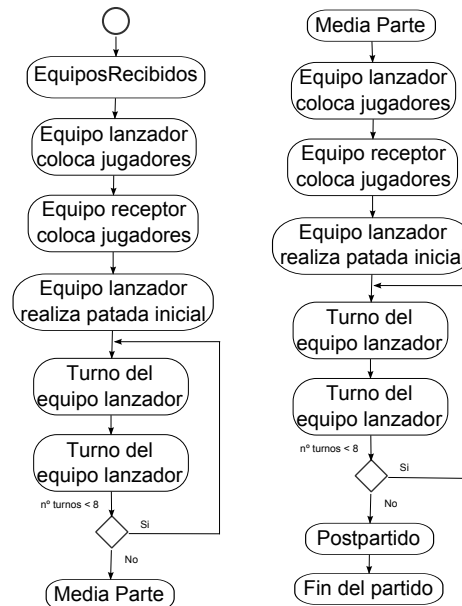 EquiposRecibidos
Equipo lanzador
coloca jugadores
Equipo receptor
coloca jugadores
Equipo lanzador
realiza patada inicial
Turno del
equipo lanzador
Turno del
equipo lanzador
nº turnos < 8
Si
No
Media Parte
Media Parte
Equipo lanzador
coloca jugadores
Equipo receptor
coloca jugadores
Equipo lanzador
realiza patada inicial
Turno del
equipo lanzador
Turno del
equipo lanzador
nº turnos < 8
Si
No
Postpartido
Fin del partido